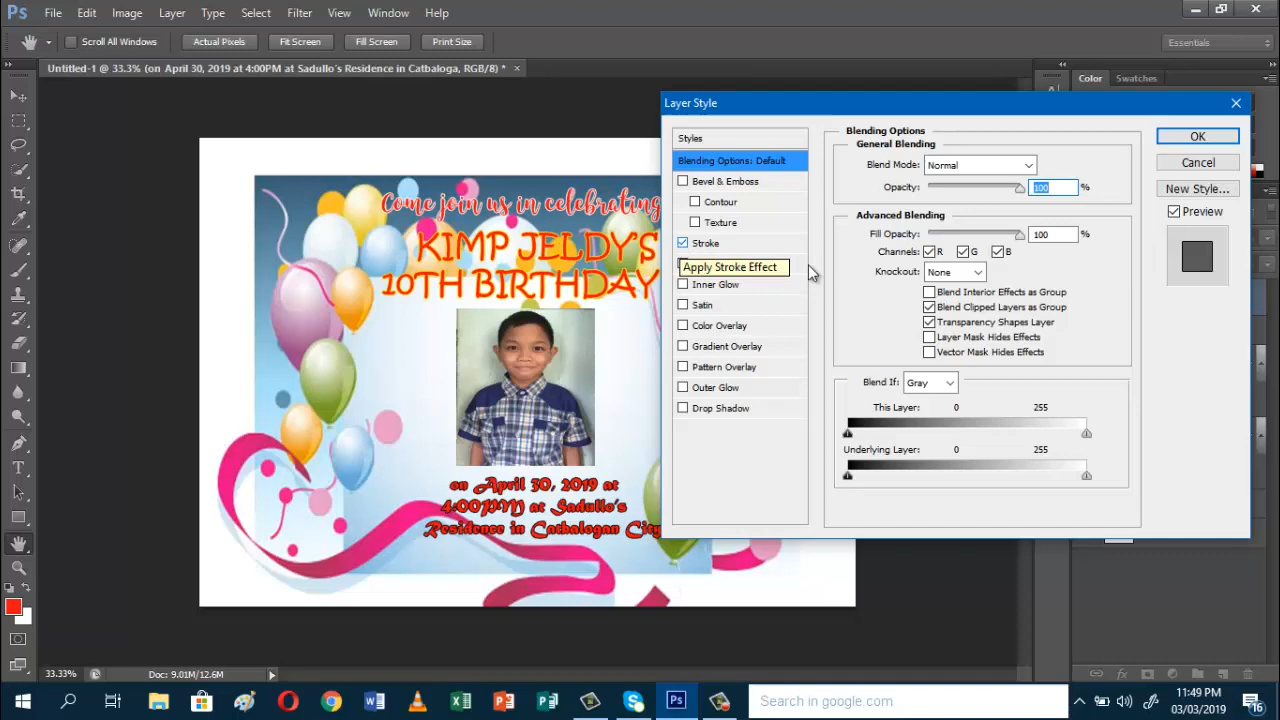 Ps File Edit Image Layer Type Select Filter View Window Help
Scroll All Windows Actual Pixels Fit Screen Fill Screen Print Size Essentials
Untitled-1 @ 33.3% (on April 30, 2019 at 4:00PM at Sadullo's Residence in Catbaloga, RGB/8) * ×
Color Swatches
Come join us in celebrating
KIMP JELDY'S
10TH BIRTHDAY
on April 30, 2019 at
4:00PM at Sadullo's
Residence in Catbalogan City
Layer Style
Styles
Blending Options: Default
Bevel & Emboss
Contour
Texture
Stroke
Apply Stroke Effect
Inner Glow
Satin
Color Overlay
Gradient Overlay
Pattern Overlay
Outer Glow
Drop Shadow
Blending Options
General Blending
Blend Mode: Normal
Opacity: 100 %
Advanced Blending
Fill Opacity: 100 %
Channels: R G B
Knockout: None
Blend Interior Effects as Group
Blend Clipped Layers as Group
Transparency Shapes Layer
Layer Mask Hides Effects
Vector Mask Hides Effects
Blend If: Gray
This Layer: 0 255
Underlying Layer: 0 255
OK
Cancel
New Style...
Preview
33.33% Doc: 9.01M/12.6M
Search in google.com
11:49 PM
03/03/2019
16